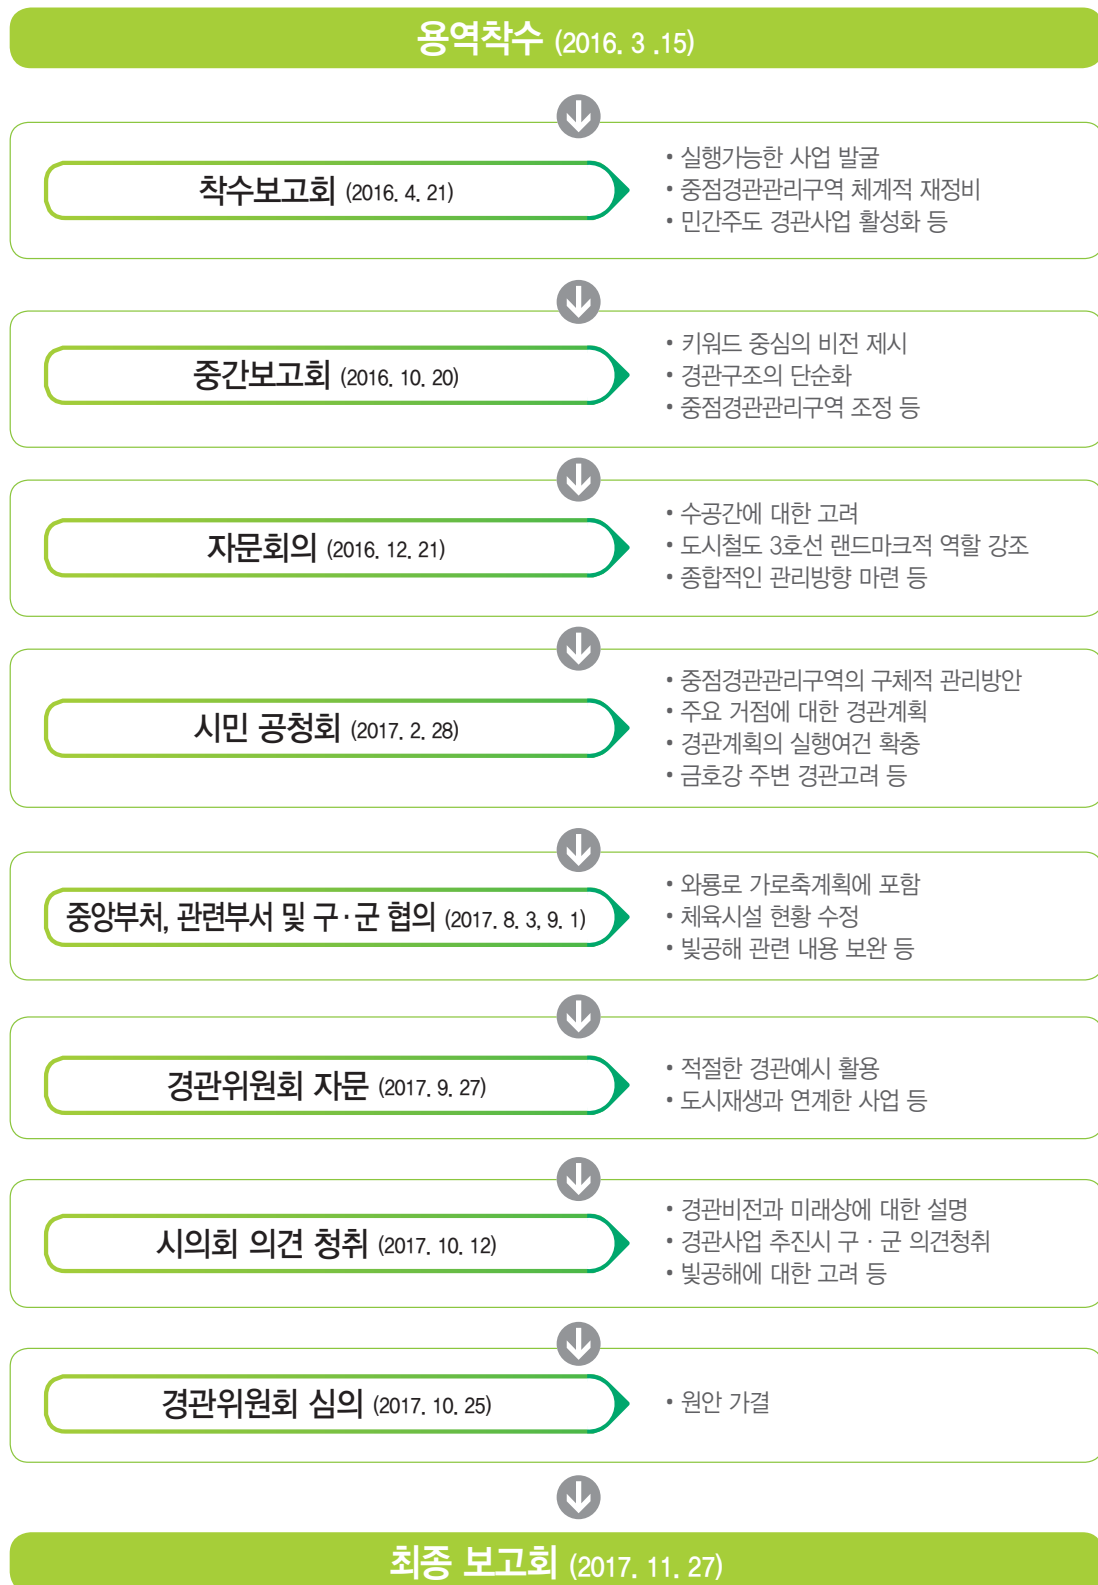 용역착수 (2016. 3 .15)
착수보고회 (2016. 4. 21)
• 실행가능한 사업 발굴
• 중점경관관리구역 체계적 재정비
• 민간주도 경관사업 활성화 등
중간보고회 (2016. 10. 20)
• 키워드 중심의 비전 제시
• 경관구조의 단순화
• 중점경관관리구역 조정 등
자문회의 (2016. 12. 21)
• 수공간에 대한 고려
• 도시철도 3호선 랜드마크적 역할 강조
• 종합적인 관리방향 마련 등
시민 공청회 (2017. 2. 28)
• 중점경관관리구역의 구체적 관리방안
• 주요 거점에 대한 경관계획
• 경관계획의 실행여건 확충
• 금호강 주변 경관고려 등
중앙부처, 관련부서 및 구·군 협의 (2017. 8. 3, 9. 1)
• 와룡로 가로축계획에 포함
• 체육시설 현황 수정
• 빛공해 관련 내용 보완 등
경관위원회 자문 (2017. 9. 27)
• 적절한 경관예시 활용
• 도시재생과 연계한 사업 등
시의회 의견 청취 (2017. 10. 12)
• 경관비전과 미래상에 대한 설명
• 경관사업 추진시 구 · 군 의견청취
• 빛공해에 대한 고려 등
경관위원회 심의 (2017. 10. 25)
• 원안 가결
최종 보고회 (2017. 11. 27)